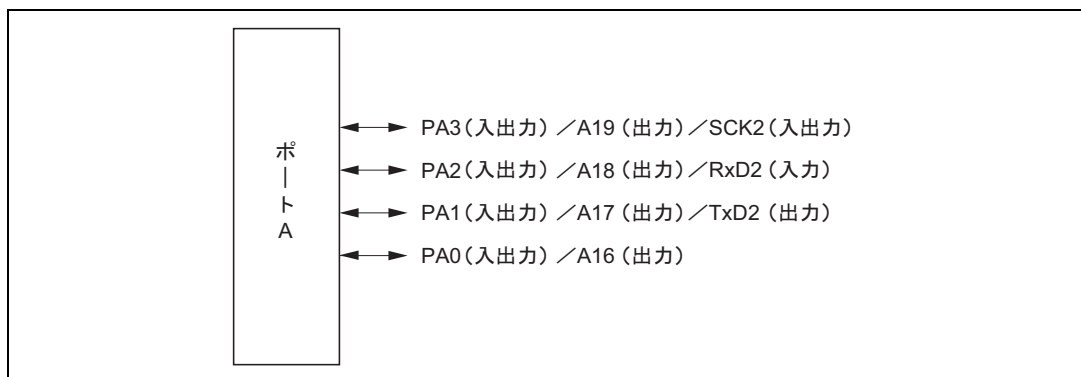 ポートA
PA3(入出力)/A19(出力)/SCK2(入出力)
PA2(入出力)/A18(出力)/RxD2(入力)
PA1(入出力)/A17(出力)/TxD2(出力)
PA0(入出力)/A16(出力)